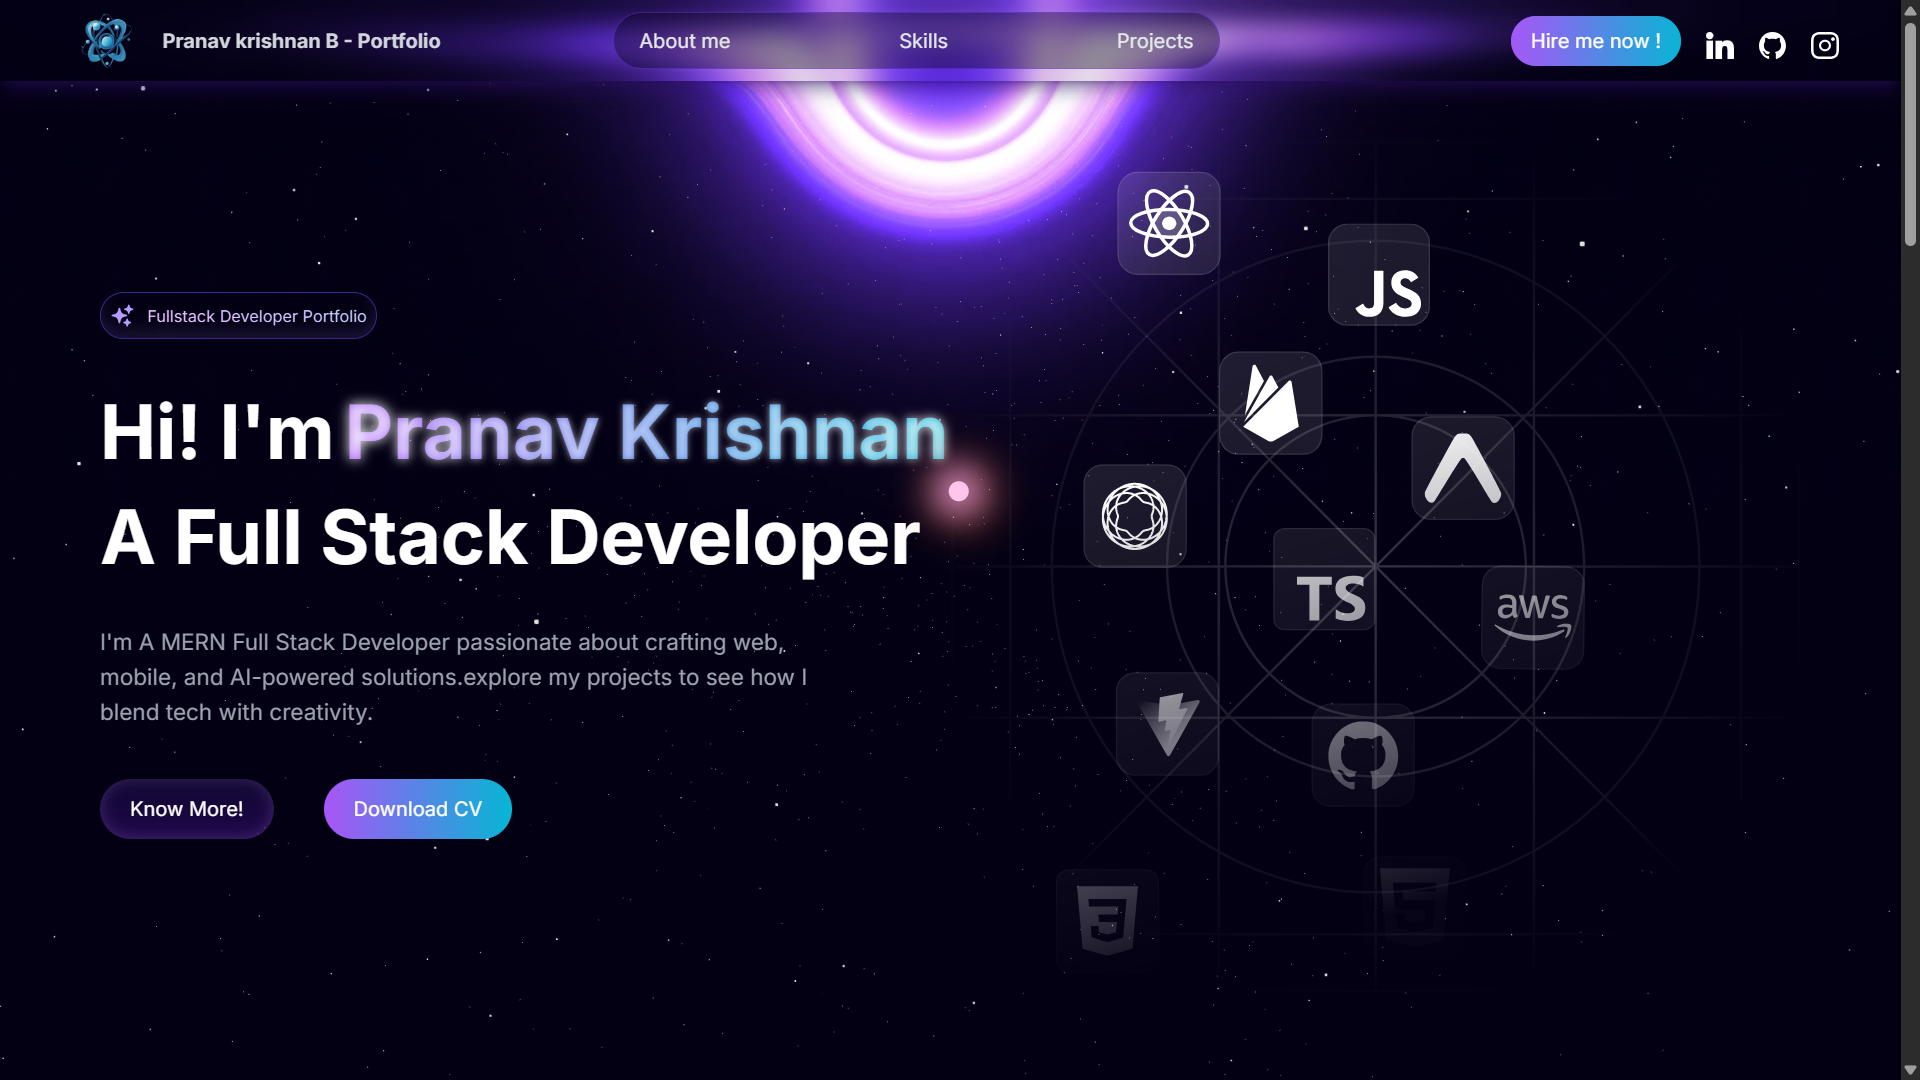 Pranav krishnan B - Portfolio
About me
Skills
Projects
Hire me now !
Fullstack Developer Portfolio
Hi! I'm Pranav Krishnan
A Full Stack Developer
I'm A MERN Full Stack Developer passionate about crafting web,
mobile, and AI-powered solutions.explore my projects to see how I
blend tech with creativity.
Know More!
Download CV
JS
TS
aws
3
5